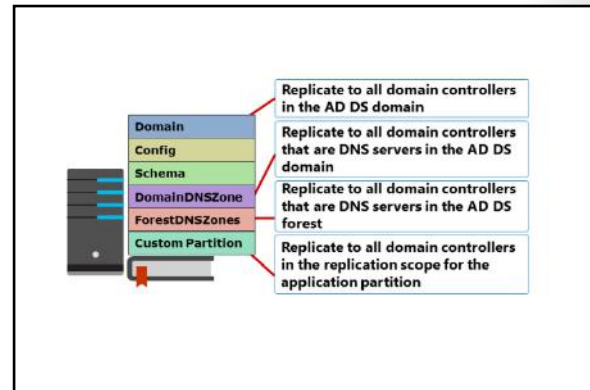 Domain
Config
Schema
DomainDNSZone
ForestDNSZones
Custom Partition
Replicate to all domain controllers
in the AD DS domain
Replicate to all domain controllers
that are DNS servers in the AD DS
domain
Replicate to all domain controllers
that are DNS servers in the AD DS
forest
Replicate to all domain controllers
in the replication scope for the
application partition